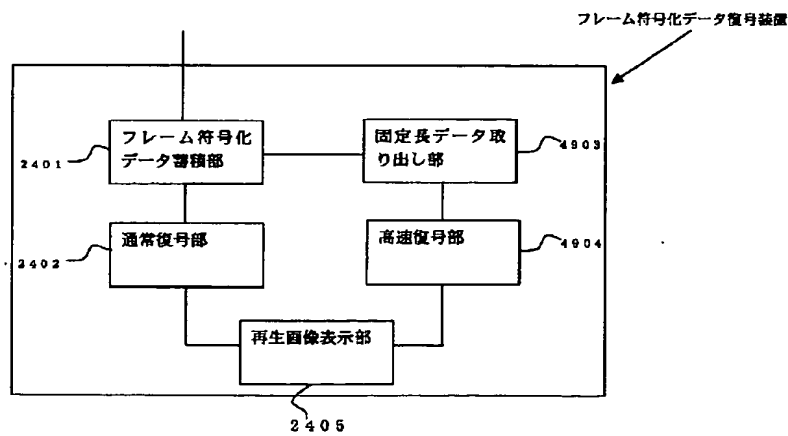 フレーム符号化データ復号装置
フレーム符号化
データ蓄積部
2401
固定長データ取
り出し部
4903
通常復号部
2402
高速復号部
4904
再生画像表示部
2405